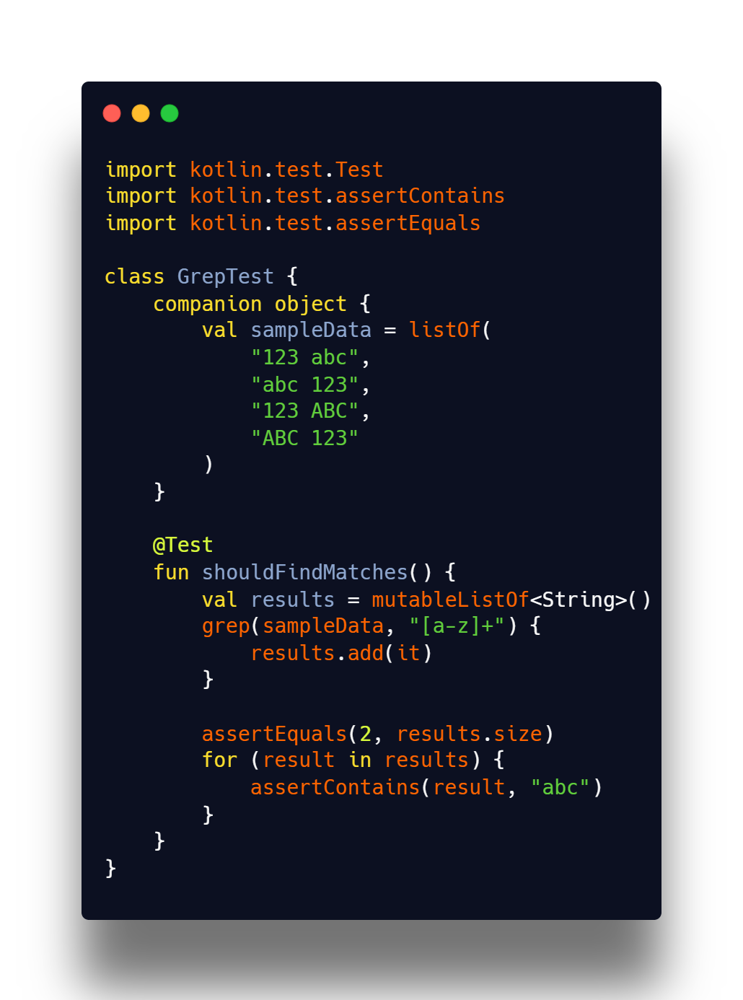 import kotlin.test.Test
import kotlin.test.assertContains
import kotlin.test.assertEquals

class GrepTest {
    companion object {
        val sampleData = listOf(
            "123 abc",
            "abc 123",
            "123 ABC",
            "ABC 123"
        )
    }

    @Test
    fun shouldFindMatches() {
        val results = mutableListOf<String>()
        grep(sampleData, "[a-z]+") {
            results.add(it)
        }

        assertEquals(2, results.size)
        for (result in results) {
            assertContains(result, "abc")
        }
    }
}